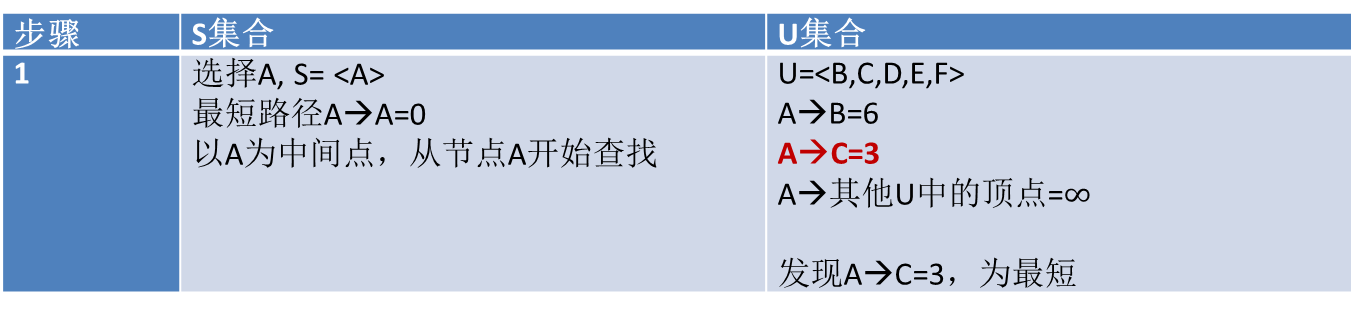 步骤 S集合 U集合
1 选择A, S= <A> U=<B,C,D,E,F>
最短路径A→A=0 A→B=6
以A为中间点，从节点A开始查找 A→C=3
A→其他U中的顶点=∞
发现A→C=3，为最短